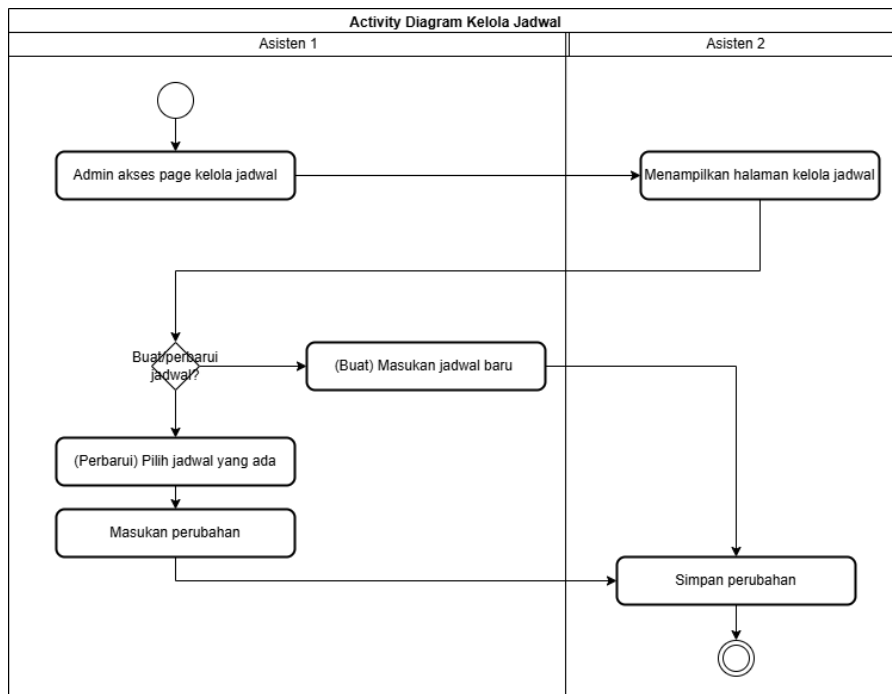 Activity Diagram Kelola Jadwal
Asisten 1
Asisten 2
Admin akses page kelola jadwal
Menampilkan halaman kelola jadwal
Buat/perbarui
jadwal?
(Buat) Masukan jadwal baru
(Perbarui) Pilih jadwal yang ada
Masukan perubahan
Simpan perubahan